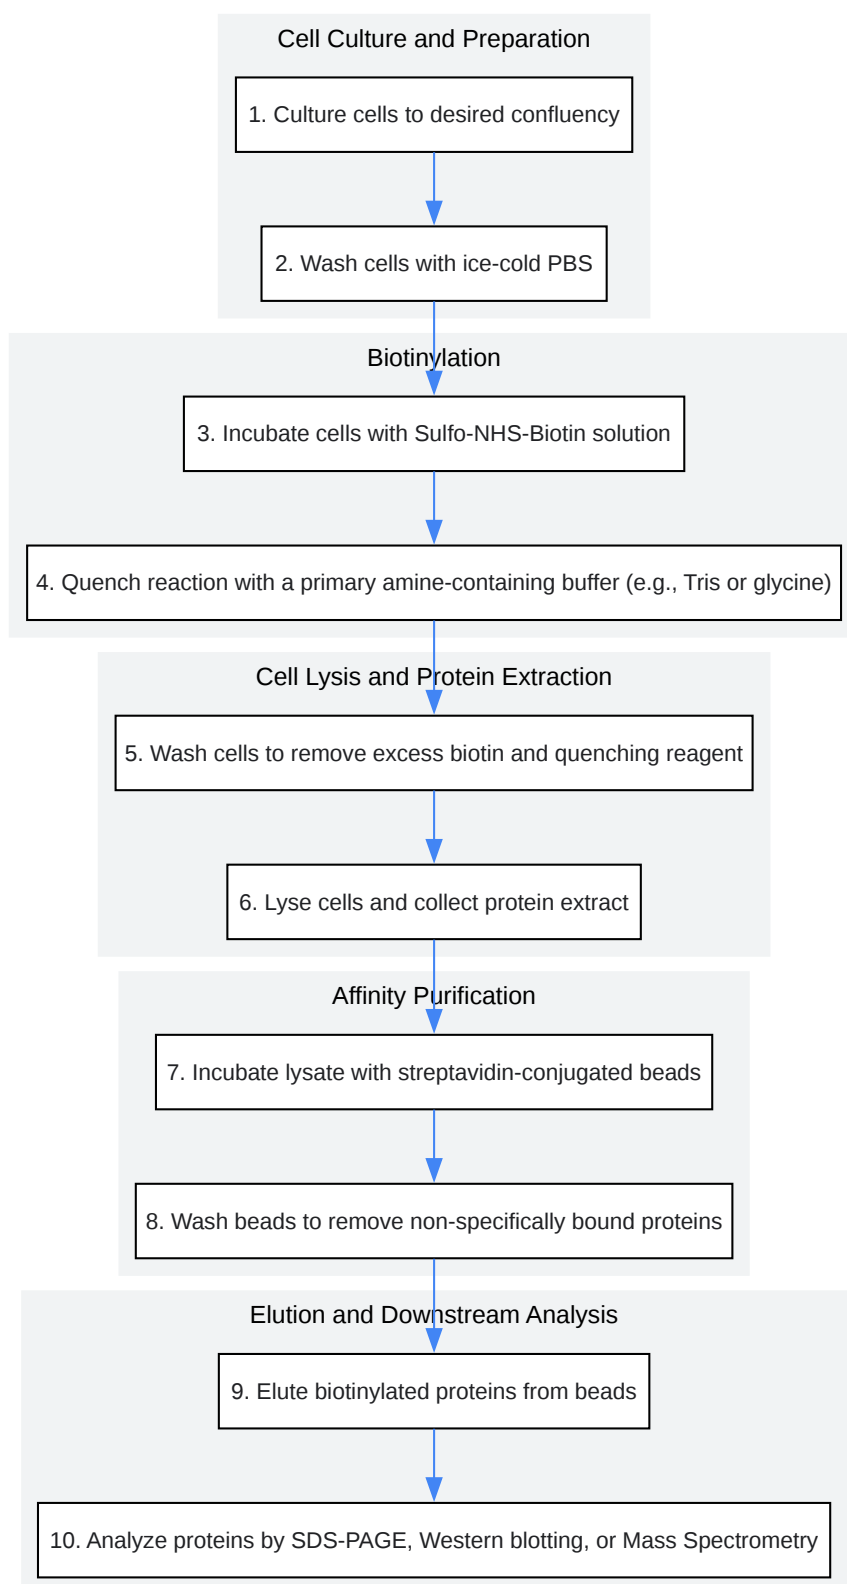 Cell Culture and Preparation
1. Culture cells to desired confluency
2. Wash cells with ice-cold PBS
Biotinylation
3. Incubate cells with Sulfo-NHS-Biotin solution
4. Quench reaction with a primary amine-containing buffer (e.g., Tris or glycine)
Cell Lysis and Protein Extraction
5. Wash cells to remove excess biotin and quenching reagent
6. Lyse cells and collect protein extract
Affinity Purification
7. Incubate lysate with streptavidin-conjugated beads
8. Wash beads to remove non-specifically bound proteins
Elution and Downstream Analysis
9. Elute biotinylated proteins from beads
10. Analyze proteins by SDS-PAGE, Western blotting, or Mass Spectrometry